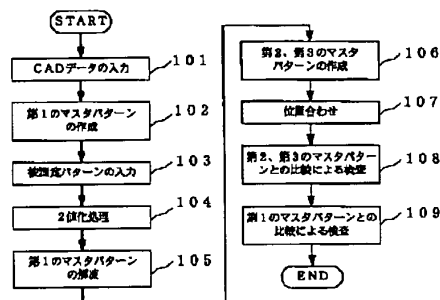 START
CADデータの入力
101
第1のマスタパターン
の作成
102
被測定パターンの入力
103
2値化処理
104
第1のマスタパターン
の
105
第2、第3のマスタ
パターンの作成
106
位置合わせ
107
第2、第3のマスタパター
ンとの比較による検査
108
第1のマスタパターンとの
比較による検査
109
END